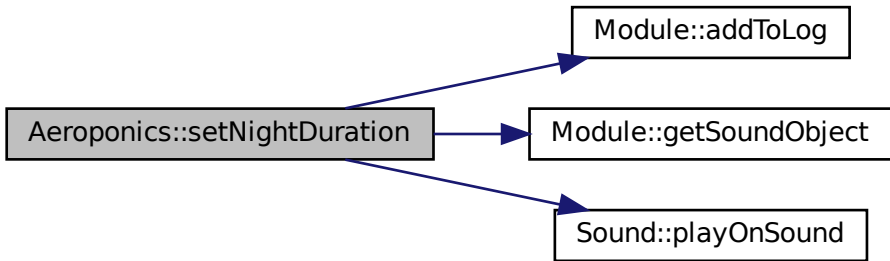 Module::addToLog
Aeroponics::setNightDuration
Module::getSoundObject
Sound::playOnSound